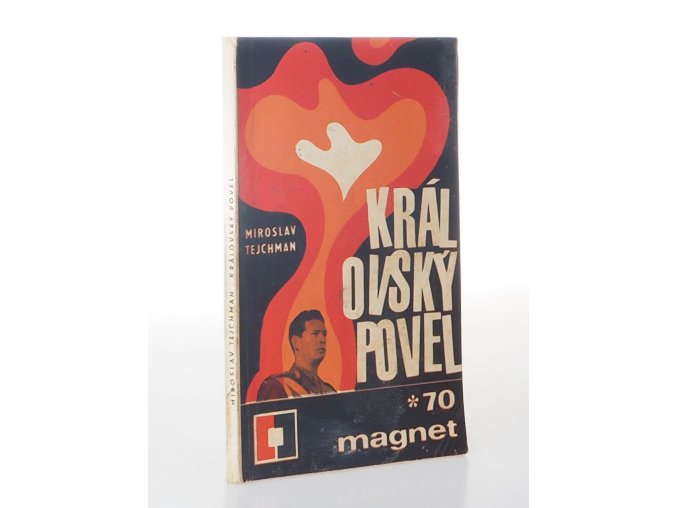 MIROSLAV TEJCHMAN: KRÁLOVSKÝ POVEL
MIROSLAV
TEJCHMAN
KRÁL
OVSKÝ
POVEL
*70
magnet